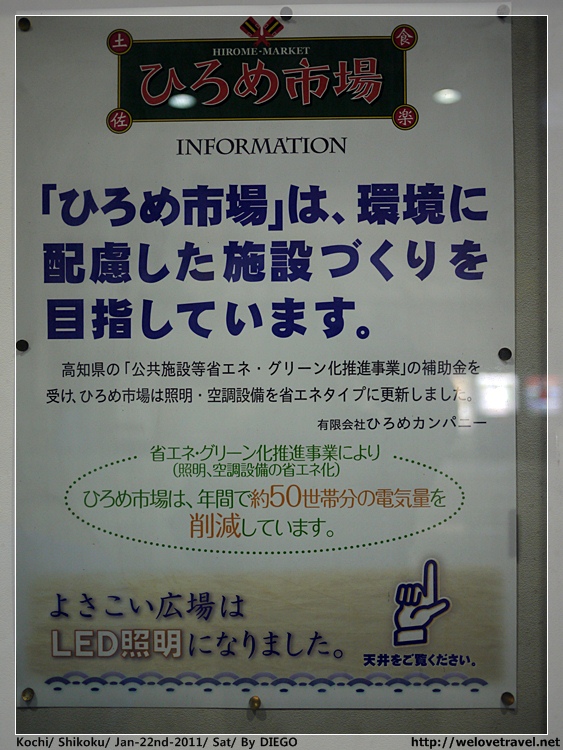 土 食
HIROME・MARKET
ひろめ市場
佐 楽
INFORMATION
「ひろめ市場」は、環境に
配慮した施設づくりを
目指しています。
高知県の「公共施設等省エネ・グリーン化推進事業」の補助金を
受け、ひろめ市場は照明・空調設備を省エネタイプに更新しました。
有限会社ひろめカンパニー
省エネ・グリーン化推進事業により
(照明、空調設備の省エネ化)
ひろめ市場は、年間で約50世帯分の電気量を
削減しています。
よさこい広場は
LED照明になりました。
天井をご覧ください。
Kochi/ Shikoku/ Jan-22nd-2011/ Sat/ By DIEGO
http://welovetravel.net